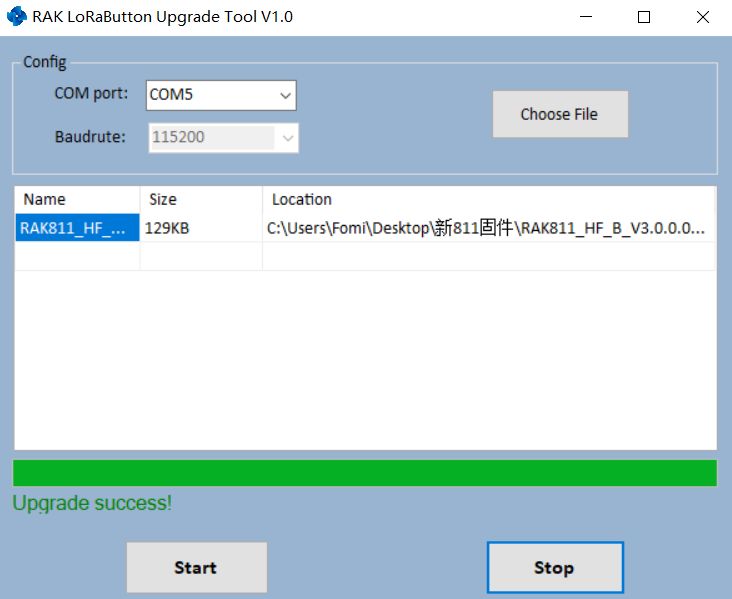 RAK LoRaButton Upgrade Tool V1.0
Config
COM port: COM5
Choose File
Baudrute: 115200
Name Size Location
RAK811_HF_... 129KB C:\Users\Fomi\Desktop\新811固件\RAK811_HF_B_V3.0.0.0...
Upgrade success!
Start Stop